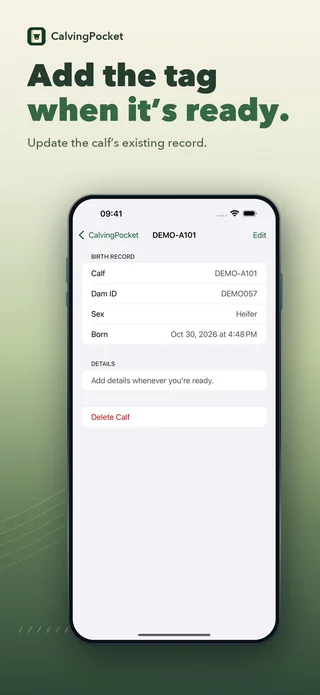 CalvingPocket
Add the tag
when it's ready.
Update the calf's existing record.
09:41
CalvingPocket DEMO-A101 Edit
BIRTH RECORD
Calf DEMO-A101
Dam ID DEMO057
Sex Heifer
Born Oct 30, 2026 at 4:48 PM
DETAILS
Add details whenever you're ready.
Delete Calf